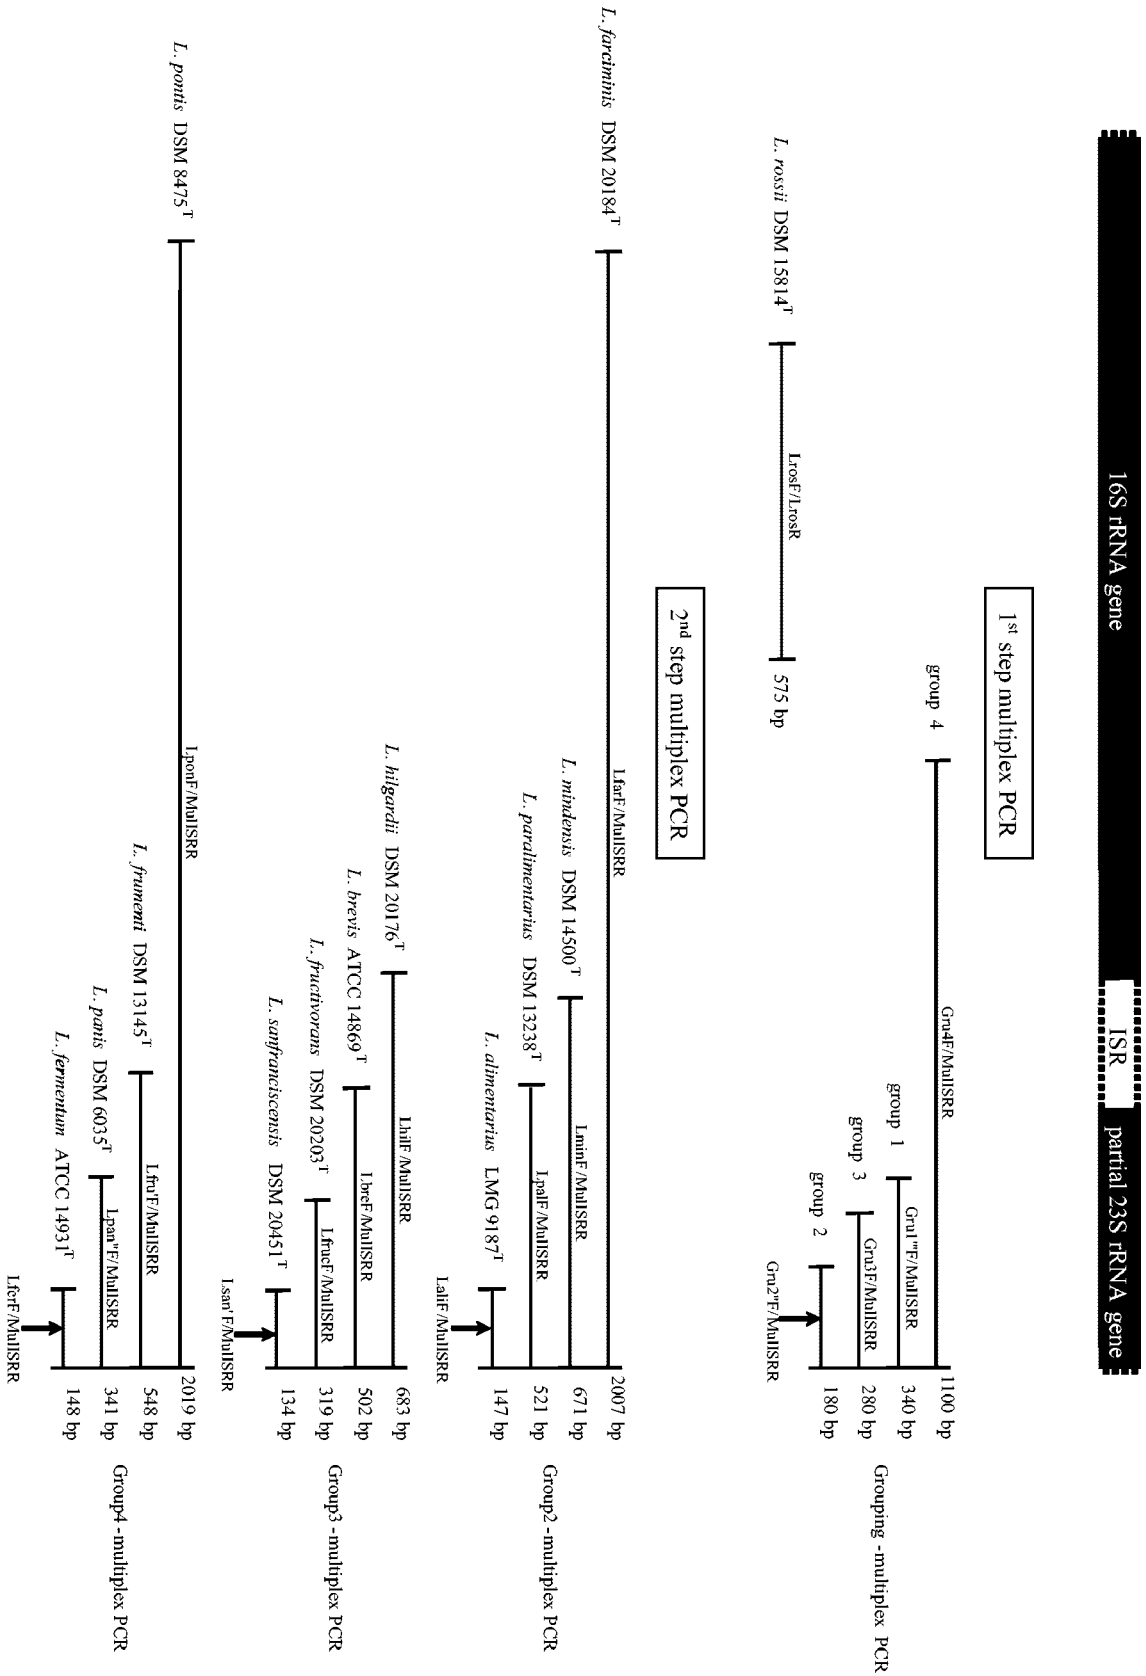 16S rRNA gene
ISR
partial 23S rRNA gene
1st step multiplex PCR
group 4
Gru4F/MulISRR
1100 bp
group 1
Gru1'''F/MulISRR
340 bp
group 3
Gru3F/MulISRR
280 bp
group 2
180 bp
Gru2''F/MulISRR
Grouping -multiplex PCR
L. rossii DSM 15814T
LrosF/LrosR
575 bp
2nd step multiplex PCR
L. farciminis DSM 20184T
LfarF/MulISRR
2007 bp
L. mindensis DSM 14500T
LminF/MulISRR
671 bp
L. paralimentarius DSM 13238T
LpalF/MulISRR
521 bp
L. alimentarius LMG 9187T
147 bp
LaliF/MulISRR
Group2 -multiplex PCR
L. hilgardii DSM 20176T
LhilF/MulISRR
683 bp
L. brevis ATCC 14869T
LbreF/MulISRR
502 bp
L. fructivorans DSM 20203T
LfrucF/MulISRR
319 bp
L. sanfranciscensis DSM 20451T
134 bp
Lsan'F/MulISRR
Group3 -multiplex PCR
L. pontis DSM 8475T
LponF/MulISRR
2019 bp
L. frumenti DSM 13145T
Lfru'F/MulISRR
548 bp
L. panis DSM 6035T
Lpan''F/MulISRR
341 bp
L. fermentum ATCC 14931T
148 bp
LferF/MulISRR
Group4 -multiplex PCR